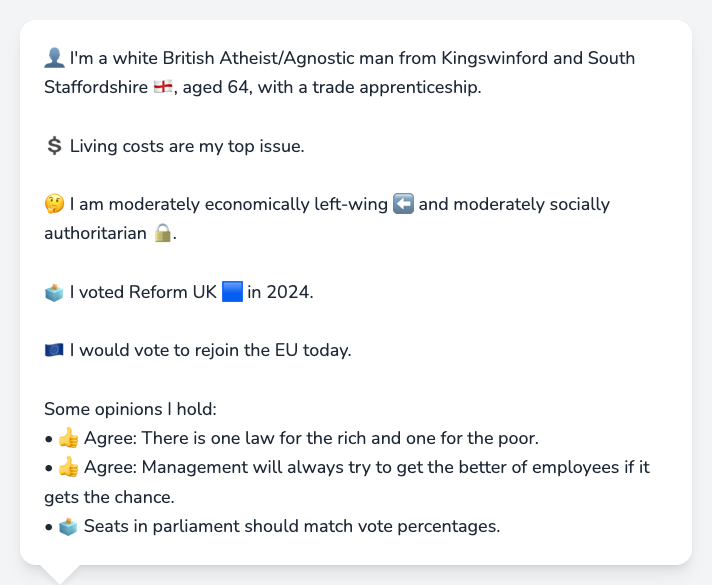 👤 I'm a white British Atheist/Agnostic man from Kingswinford and South
Staffordshire 🏴󠁧󠁢󠁥󠁮󠁧󠁿, aged 64, with a trade apprenticeship.
💲 Living costs are my top issue.
🤔 I am moderately economically left-wing ⬅️ and moderately socially
authoritarian 🔒.
🗳️ I voted Reform UK 🟦 in 2024.
🇪🇺 I would vote to rejoin the EU today.
Some opinions I hold:
• 👍 Agree: There is one law for the rich and one for the poor.
• 👍 Agree: Management will always try to get the better of employees if it
gets the chance.
• 🗳️ Seats in parliament should match vote percentages.